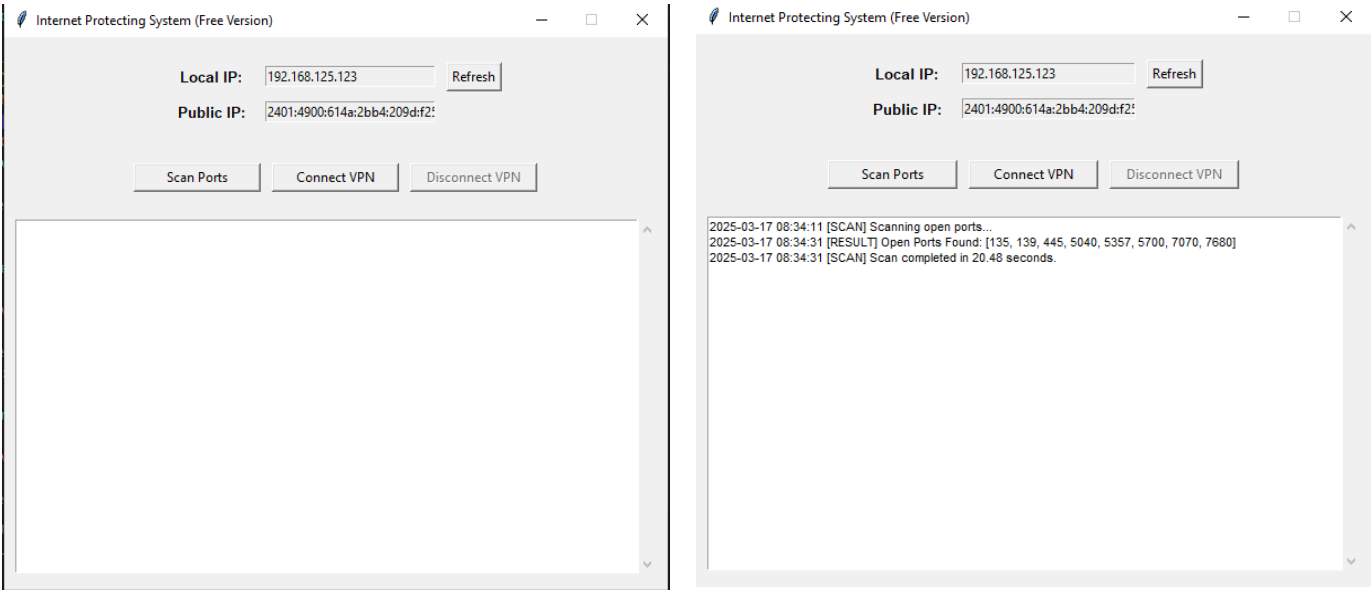 Internet Protecting System (Free Version)
Local IP: 192.168.125.123 Refresh
Public IP: 2401:4900:614a:2bb4:209d:f25
Scan Ports Connect VPN Disconnect VPN
Internet Protecting System (Free Version)
Local IP: 192.168.125.123 Refresh
Public IP: 2401:4900:614a:2bb4:209d:f2
Scan Ports Connect VPN Disconnect VPN
2025-03-17 08:34:11 [SCAN] Scanning open ports...
2025-03-17 08:34:31 [RESULT] Open Ports Found: [135, 139, 445, 5040, 5357, 5700, 7070, 7680]
2025-03-17 08:34:31 [SCAN] Scan completed in 20.48 seconds.